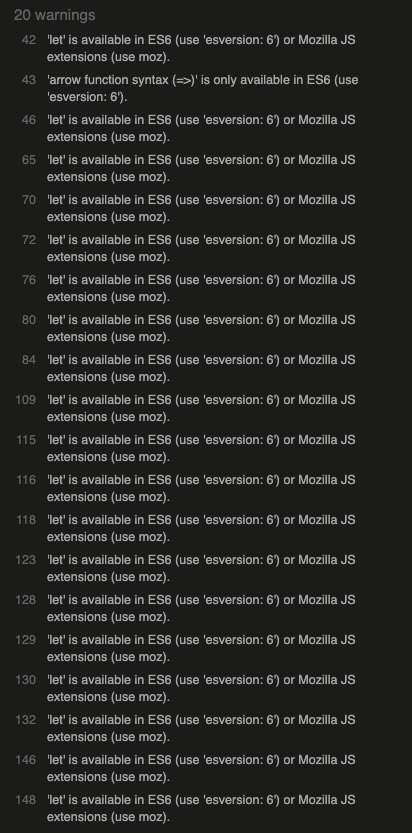 20 warnings
42 'let' is available in ES6 (use 'esversion: 6') or Mozilla JS
extensions (use moz).
43 'arrow function syntax (=>)' is only available in ES6 (use
'esversion: 6').
46 'let' is available in ES6 (use 'esversion: 6') or Mozilla JS
extensions (use moz).
65 'let' is available in ES6 (use 'esversion: 6') or Mozilla JS
extensions (use moz).
70 'let' is available in ES6 (use 'esversion: 6') or Mozilla JS
extensions (use moz).
72 'let' is available in ES6 (use 'esversion: 6') or Mozilla JS
extensions (use moz).
76 'let' is available in ES6 (use 'esversion: 6') or Mozilla JS
extensions (use moz).
80 'let' is available in ES6 (use 'esversion: 6') or Mozilla JS
extensions (use moz).
84 'let' is available in ES6 (use 'esversion: 6') or Mozilla JS
extensions (use moz).
109 'let' is available in ES6 (use 'esversion: 6') or Mozilla JS
extensions (use moz).
115 'let' is available in ES6 (use 'esversion: 6') or Mozilla JS
extensions (use moz).
116 'let' is available in ES6 (use 'esversion: 6') or Mozilla JS
extensions (use moz).
118 'let' is available in ES6 (use 'esversion: 6') or Mozilla JS
extensions (use moz).
123 'let' is available in ES6 (use 'esversion: 6') or Mozilla JS
extensions (use moz).
128 'let' is available in ES6 (use 'esversion: 6') or Mozilla JS
extensions (use moz).
129 'let' is available in ES6 (use 'esversion: 6') or Mozilla JS
extensions (use moz).
130 'let' is available in ES6 (use 'esversion: 6') or Mozilla JS
extensions (use moz).
132 'let' is available in ES6 (use 'esversion: 6') or Mozilla JS
extensions (use moz).
146 'let' is available in ES6 (use 'esversion: 6') or Mozilla JS
extensions (use moz).
148 'let' is available in ES6 (use 'esversion: 6') or Mozilla JS
extensions (use moz).